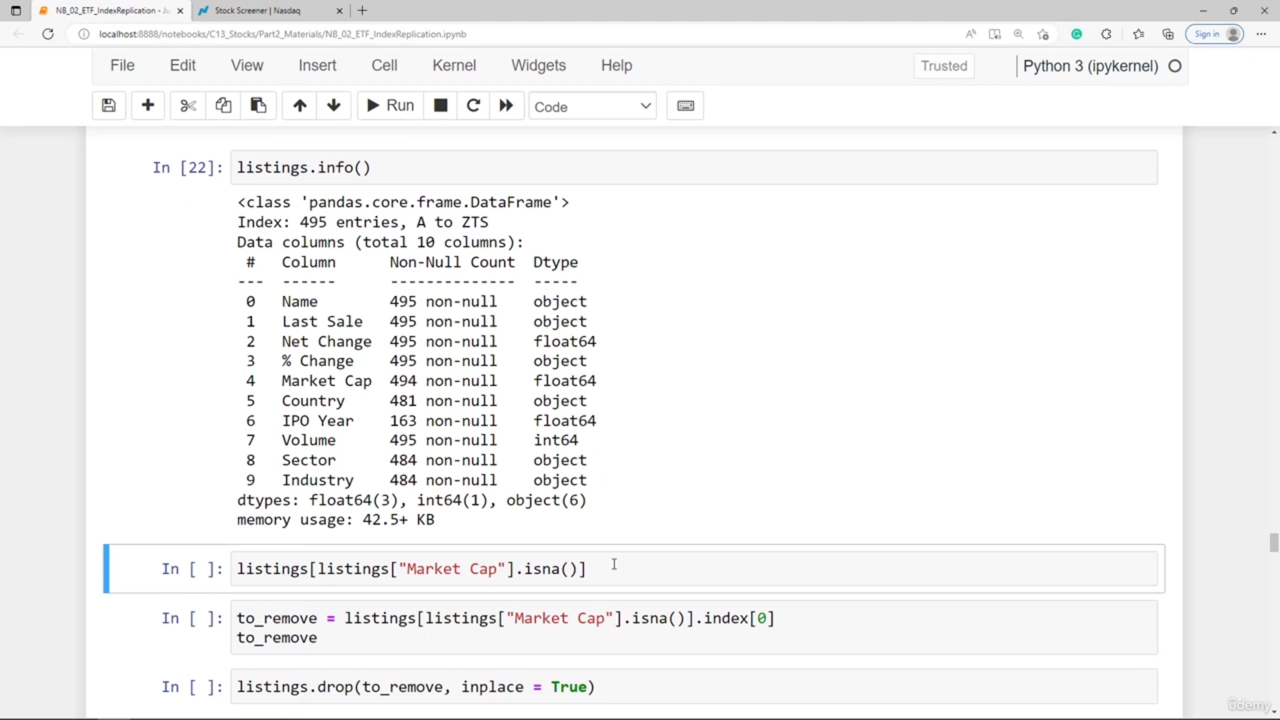 NB_02_ETF_IndexReplication - Ju
Stock Screener | Nasdaq
localhost:8888/notebooks/C13_Stocks/Part2_Materials/NB_02_ETF_IndexReplication.ipynb
Sign in
File Edit View Insert Cell Kernel Widgets Help
Trusted
Python 3 (ipykernel)
Run
Code
In [22]: listings.info()
<class 'pandas.core.frame.DataFrame'>
Index: 495 entries, A to ZTS
Data columns (total 10 columns):
# Column Non-Null Count Dtype
--- ------ -------------- -----
0 Name 495 non-null object
1 Last Sale 495 non-null object
2 Net Change 495 non-null float64
3 % Change 495 non-null object
4 Market Cap 494 non-null float64
5 Country 481 non-null object
6 IPO Year 163 non-null float64
7 Volume 495 non-null int64
8 Sector 484 non-null object
9 Industry 484 non-null object
dtypes: float64(3), int64(1), object(6)
memory usage: 42.5+ KB
In [ ]: listings[listings["Market Cap"].isna()]
In [ ]: to_remove = listings[listings["Market Cap"].isna()].index[0]
to_remove
In [ ]: listings.drop(to_remove, inplace = True)
ûdemy